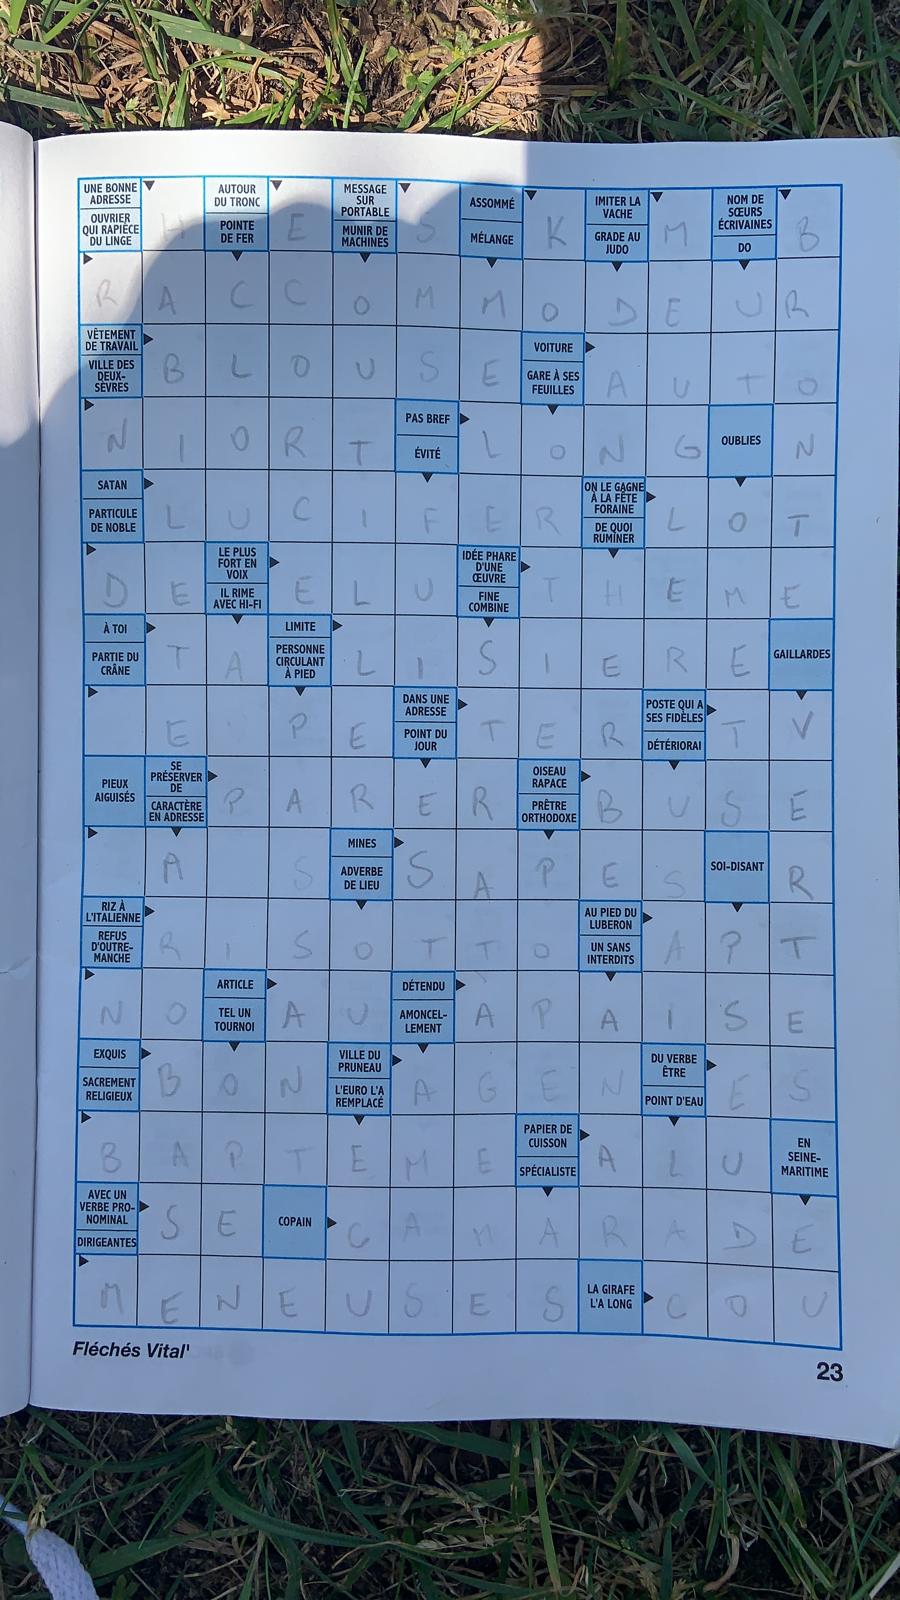 UNE BONNE ADRESSE
OUVRIER QUI RAPIÈCE DU LINGE
H
AUTOUR DU TRONC
POINTE DE FER
E
MESSAGE SUR PORTABLE
MUNIR DE MACHINES
S
ASSOMMÉ
MÉLANGE
K
IMITER LA VACHE
GRADE AU JUDO
M
NOM DE SŒURS ÉCRIVAINES
DO
B
R A C C O M M O D E U R
VÊTEMENT DE TRAVAIL
VILLE DES DEUX-SÈVRES
B L O U S E
VOITURE
GARE À SES FEUILLES
A U T O
N I O R T
PAS BREF
ÉVITÉ
L O N G
OUBLIES
N
SATAN
PARTICULE DE NOBLE
L U C I F E R
ON LE GAGNE À LA FÊTE FORAINE
DE QUOI RUMINER
L O T
D E
LE PLUS FORT EN VOIX
IL RIME AVEC HI-FI
E L U
IDÉE PHARE D'UNE ŒUVRE
FINE COMBINE
T H E M E
À TOI
PARTIE DU CRÂNE
T A
LIMITE
PERSONNE CIRCULANT À PIED
L I S I E R E
GAILLARDES
E P E
DANS UNE ADRESSE
POINT DU JOUR
T E R
POSTE QUI A SES FIDÈLES
DÉTÉRIORAI
T V
PIEUX AIGUISÉS
SE PRÉSERVER DE
CARACTÈRE EN ADRESSE
P A R E R
OISEAU RAPACE
PRÊTRE ORTHODOXE
B U S E
A S
MINES
ADVERBE DE LIEU
S A P E S
SOI-DISANT
R
RIZ À L'ITALIENNE
REFUS D'OUTRE-MANCHE
R I S O T T O
AU PIED DU LUBERON
UN SANS INTERDITS
A P T
N O
ARTICLE
TEL UN TOURNOI
A U
DÉTENDU
AMONCEL-LEMENT
A P A I S E
EXQUIS
SACREMENT RELIGIEUX
B O N
VILLE DU PRUNEAU
L'EURO L'A REMPLACÉ
A G E N
DU VERBE ÊTRE
POINT D'EAU
E S
B A P T E M E
PAPIER DE CUISSON
SPÉCIALISTE
A L U
EN SEINE-MARITIME
AVEC UN VERBE PRO-NOMINAL
DIRIGEANTES
S E
COPAIN
C A M A R A D E
M E N E U S E S
LA GIRAFE L'A LONG
C O U
Fléchés Vital'
23